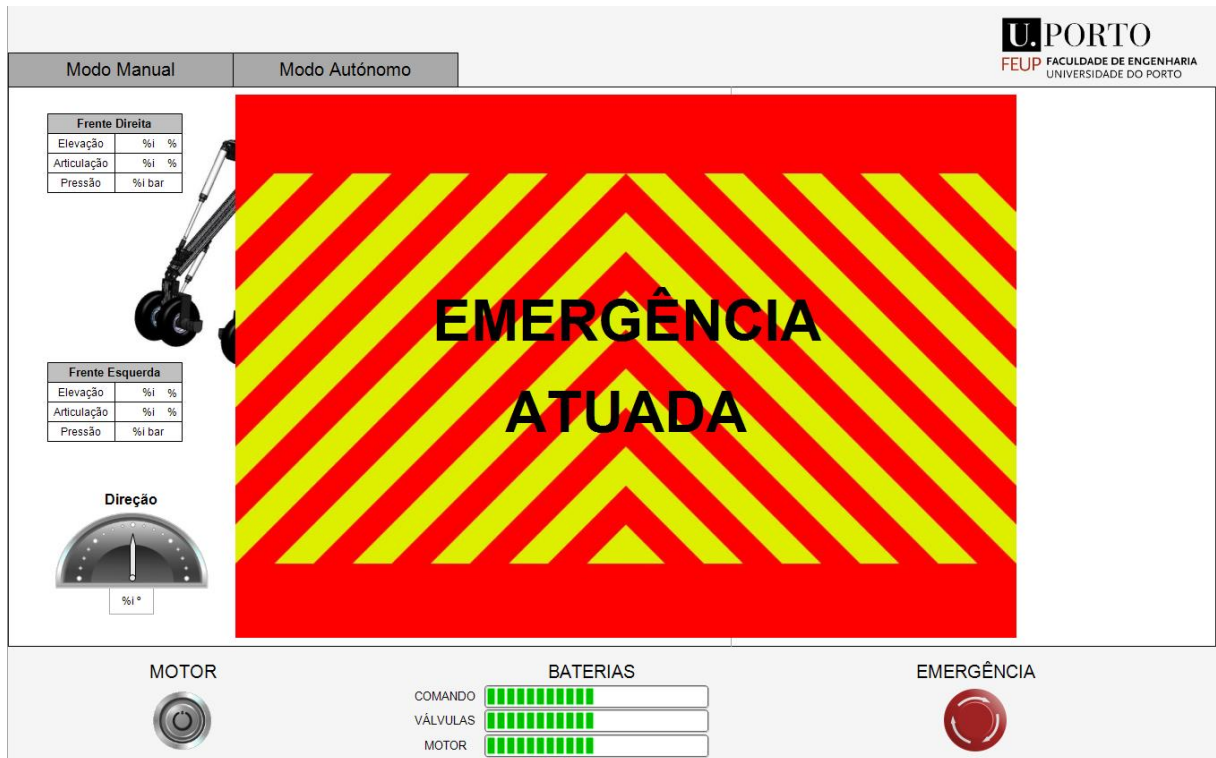 U.PORTO
FEUP FACULDADE DE ENGENHARIA
UNIVERSIDADE DO PORTO
Modo Manual
Modo Autónomo
Frente Direita
Elevação %i %
Articulação %i %
Pressão %i bar
EMERGÊNCIA
ATUADA
Frente Esquerda
Elevação %i %
Articulação %i %
Pressão %i bar
Direção
%i º
MOTOR
BATERIAS
COMANDO
VÁLVULAS
MOTOR
EMERGÊNCIA